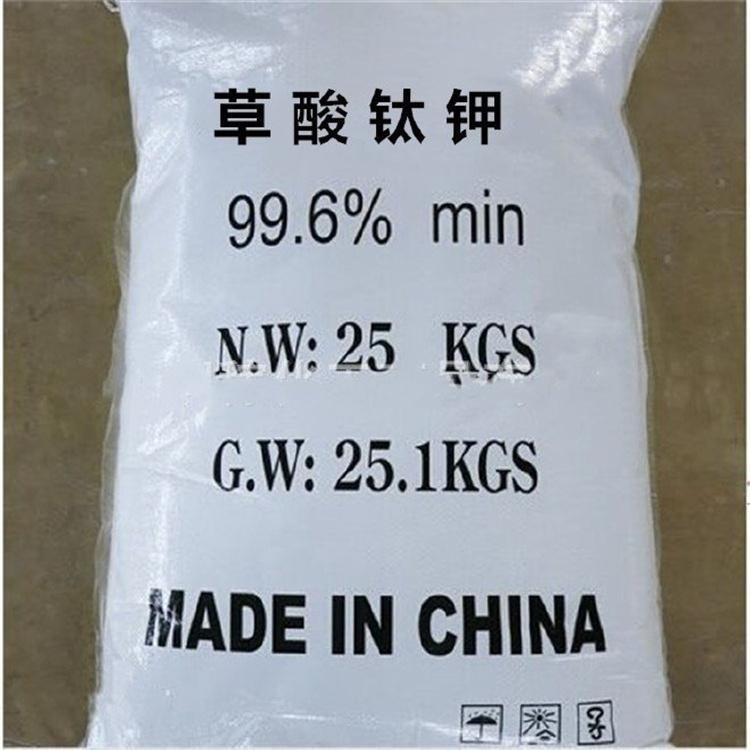 草酸钛钾
99.6% min
N.W: 25 KGS
G.W: 25.1KGS
MADE IN CHINA